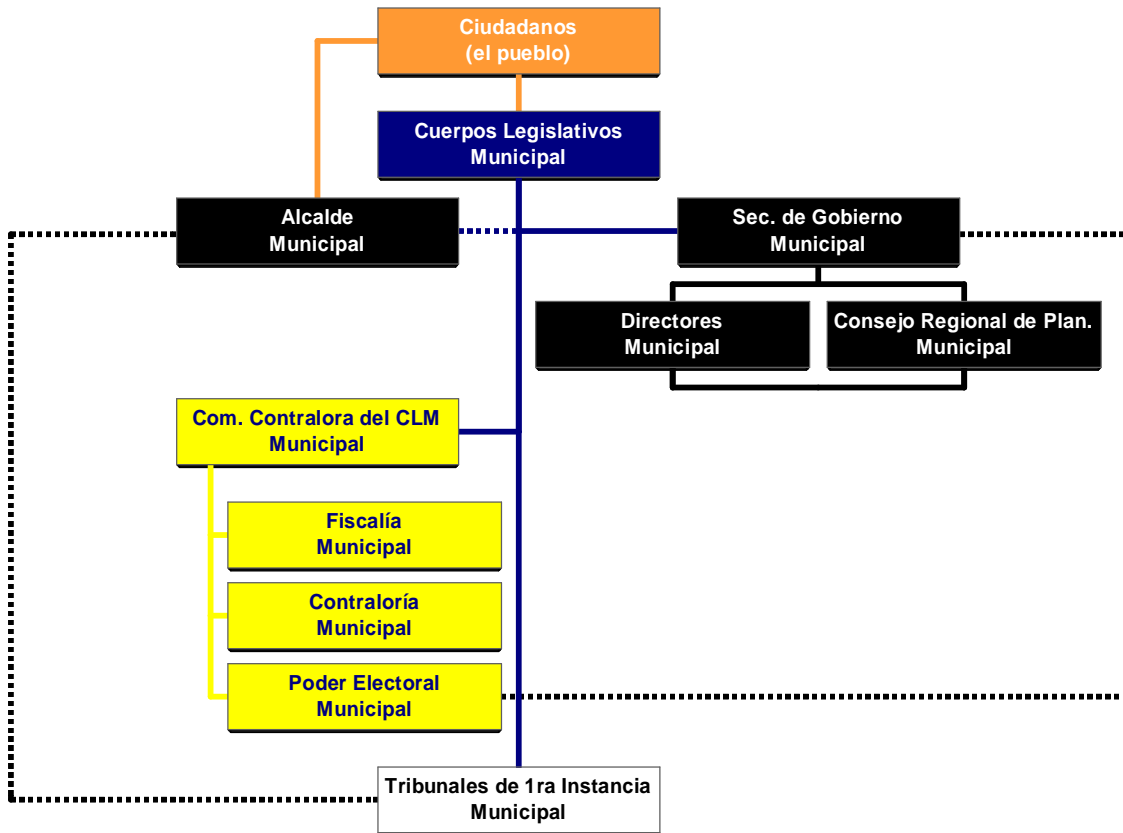 Ciudadanos
(el pueblo)
Cuerpos Legislativos
Municipal
Alcalde
Municipal
Sec. de Gobierno
Municipal
Directores
Municipal
Consejo Regional de Plan.
Municipal
Com. Contralora del CLM
Municipal
Fiscalía
Municipal
Contraloría
Municipal
Poder Electoral
Municipal
Tribunales de 1ra Instancia
Municipal